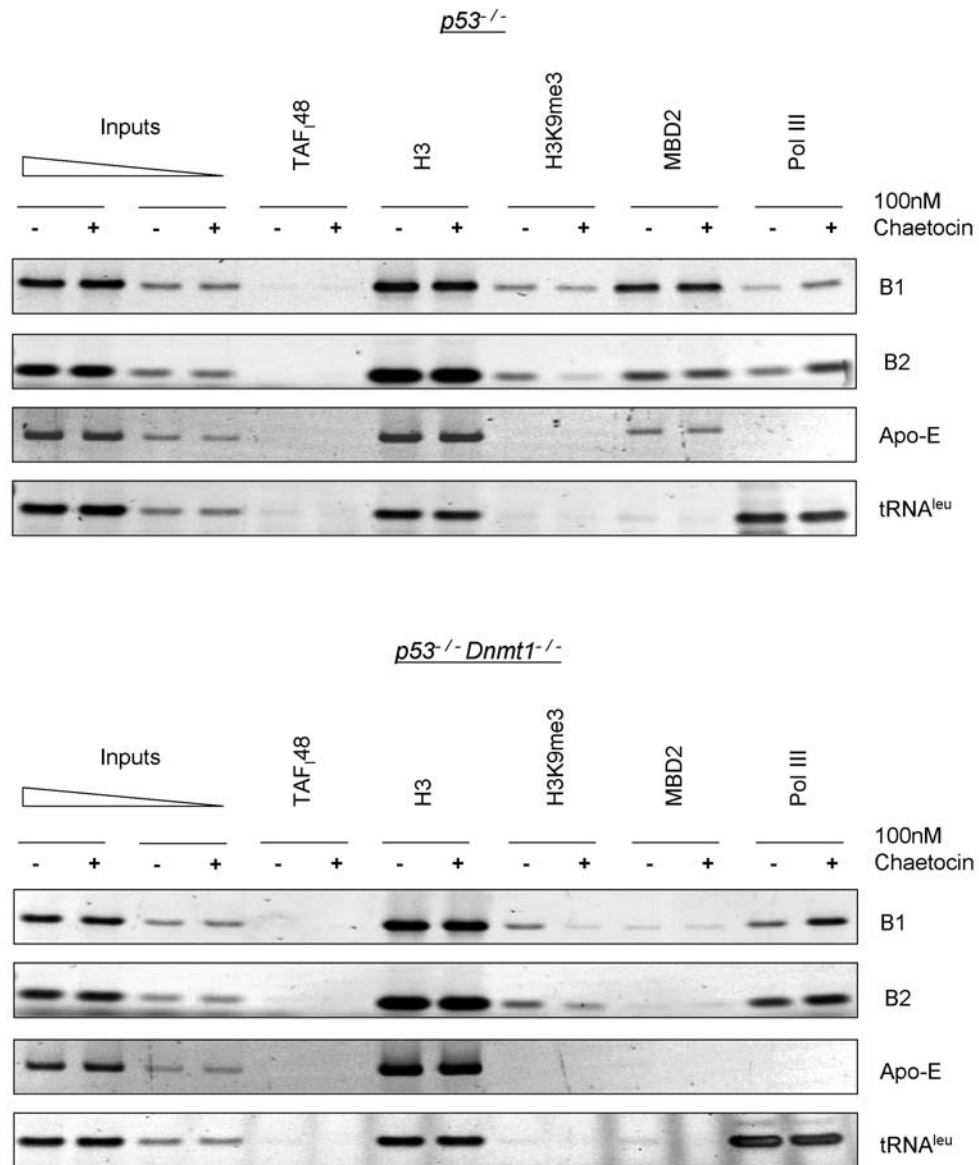 p53-/-
Inputs TAFI48 H3 H3K9me3 MBD2 Pol III
100nM
- + - + - + - + - + - + - + Chaetocin
B1
B2
Apo-E
tRNAleu
p53-/- Dnmt1-/-
Inputs TAFI48 H3 H3K9me3 MBD2 Pol III
100nM
- + - + - + - + - + - + - + Chaetocin
B1
B2
Apo-E
tRNAleu